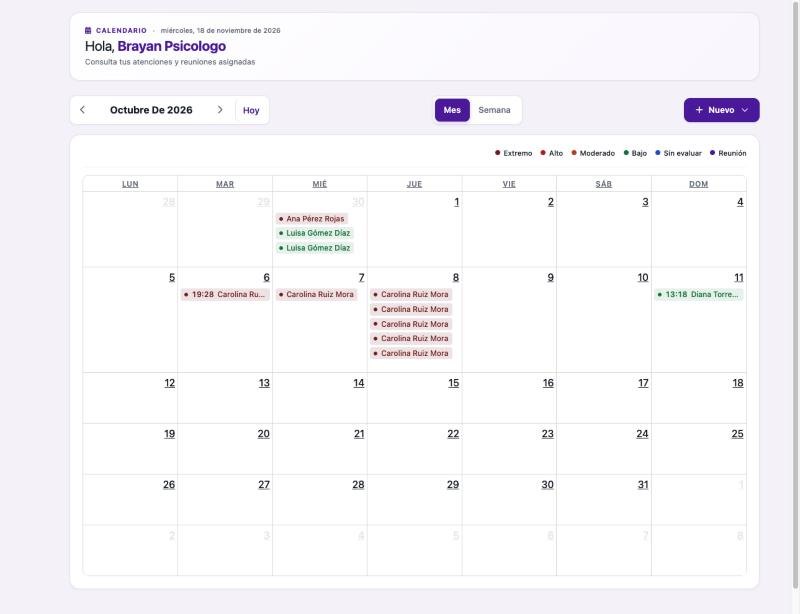 CALENDARIO · miércoles, 18 de noviembre de 2026
Hola, Brayan Psicologo
Consulta tus atenciones y reuniones asignadas
Octubre De 2026 Hoy Mes Semana + Nuevo
Extremo Alto Moderado Bajo Sin evaluar Reunión
LUN MAR MIÉ JUE VIE SÁB DOM
28 29 30 1 2 3 4
Ana Pérez Rojas
Luisa Gómez Díaz
Luisa Gómez Díaz
5 6 7 8 9 10 11
19:28 Carolina Ru... Carolina Ruiz Mora Carolina Ruiz Mora 13:18 Diana Torre...
Carolina Ruiz Mora
Carolina Ruiz Mora
Carolina Ruiz Mora
Carolina Ruiz Mora
12 13 14 15 16 17 18
19 20 21 22 23 24 25
26 27 28 29 30 31 1
2 3 4 5 6 7 8